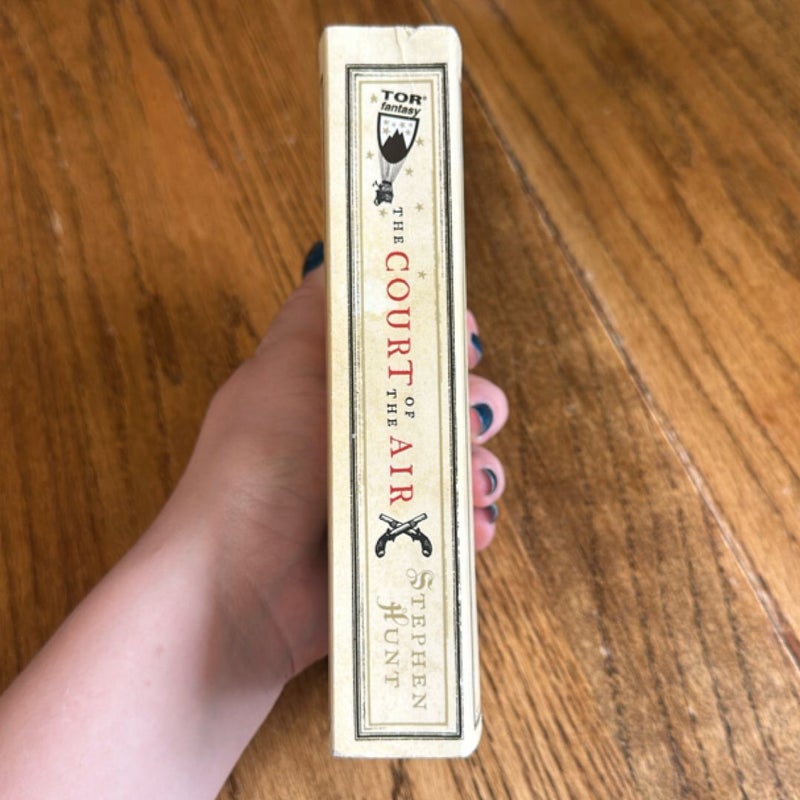 TOR®
fantasy
THE
COURT
OF
THE
AIR
STEPHEN
HUNT